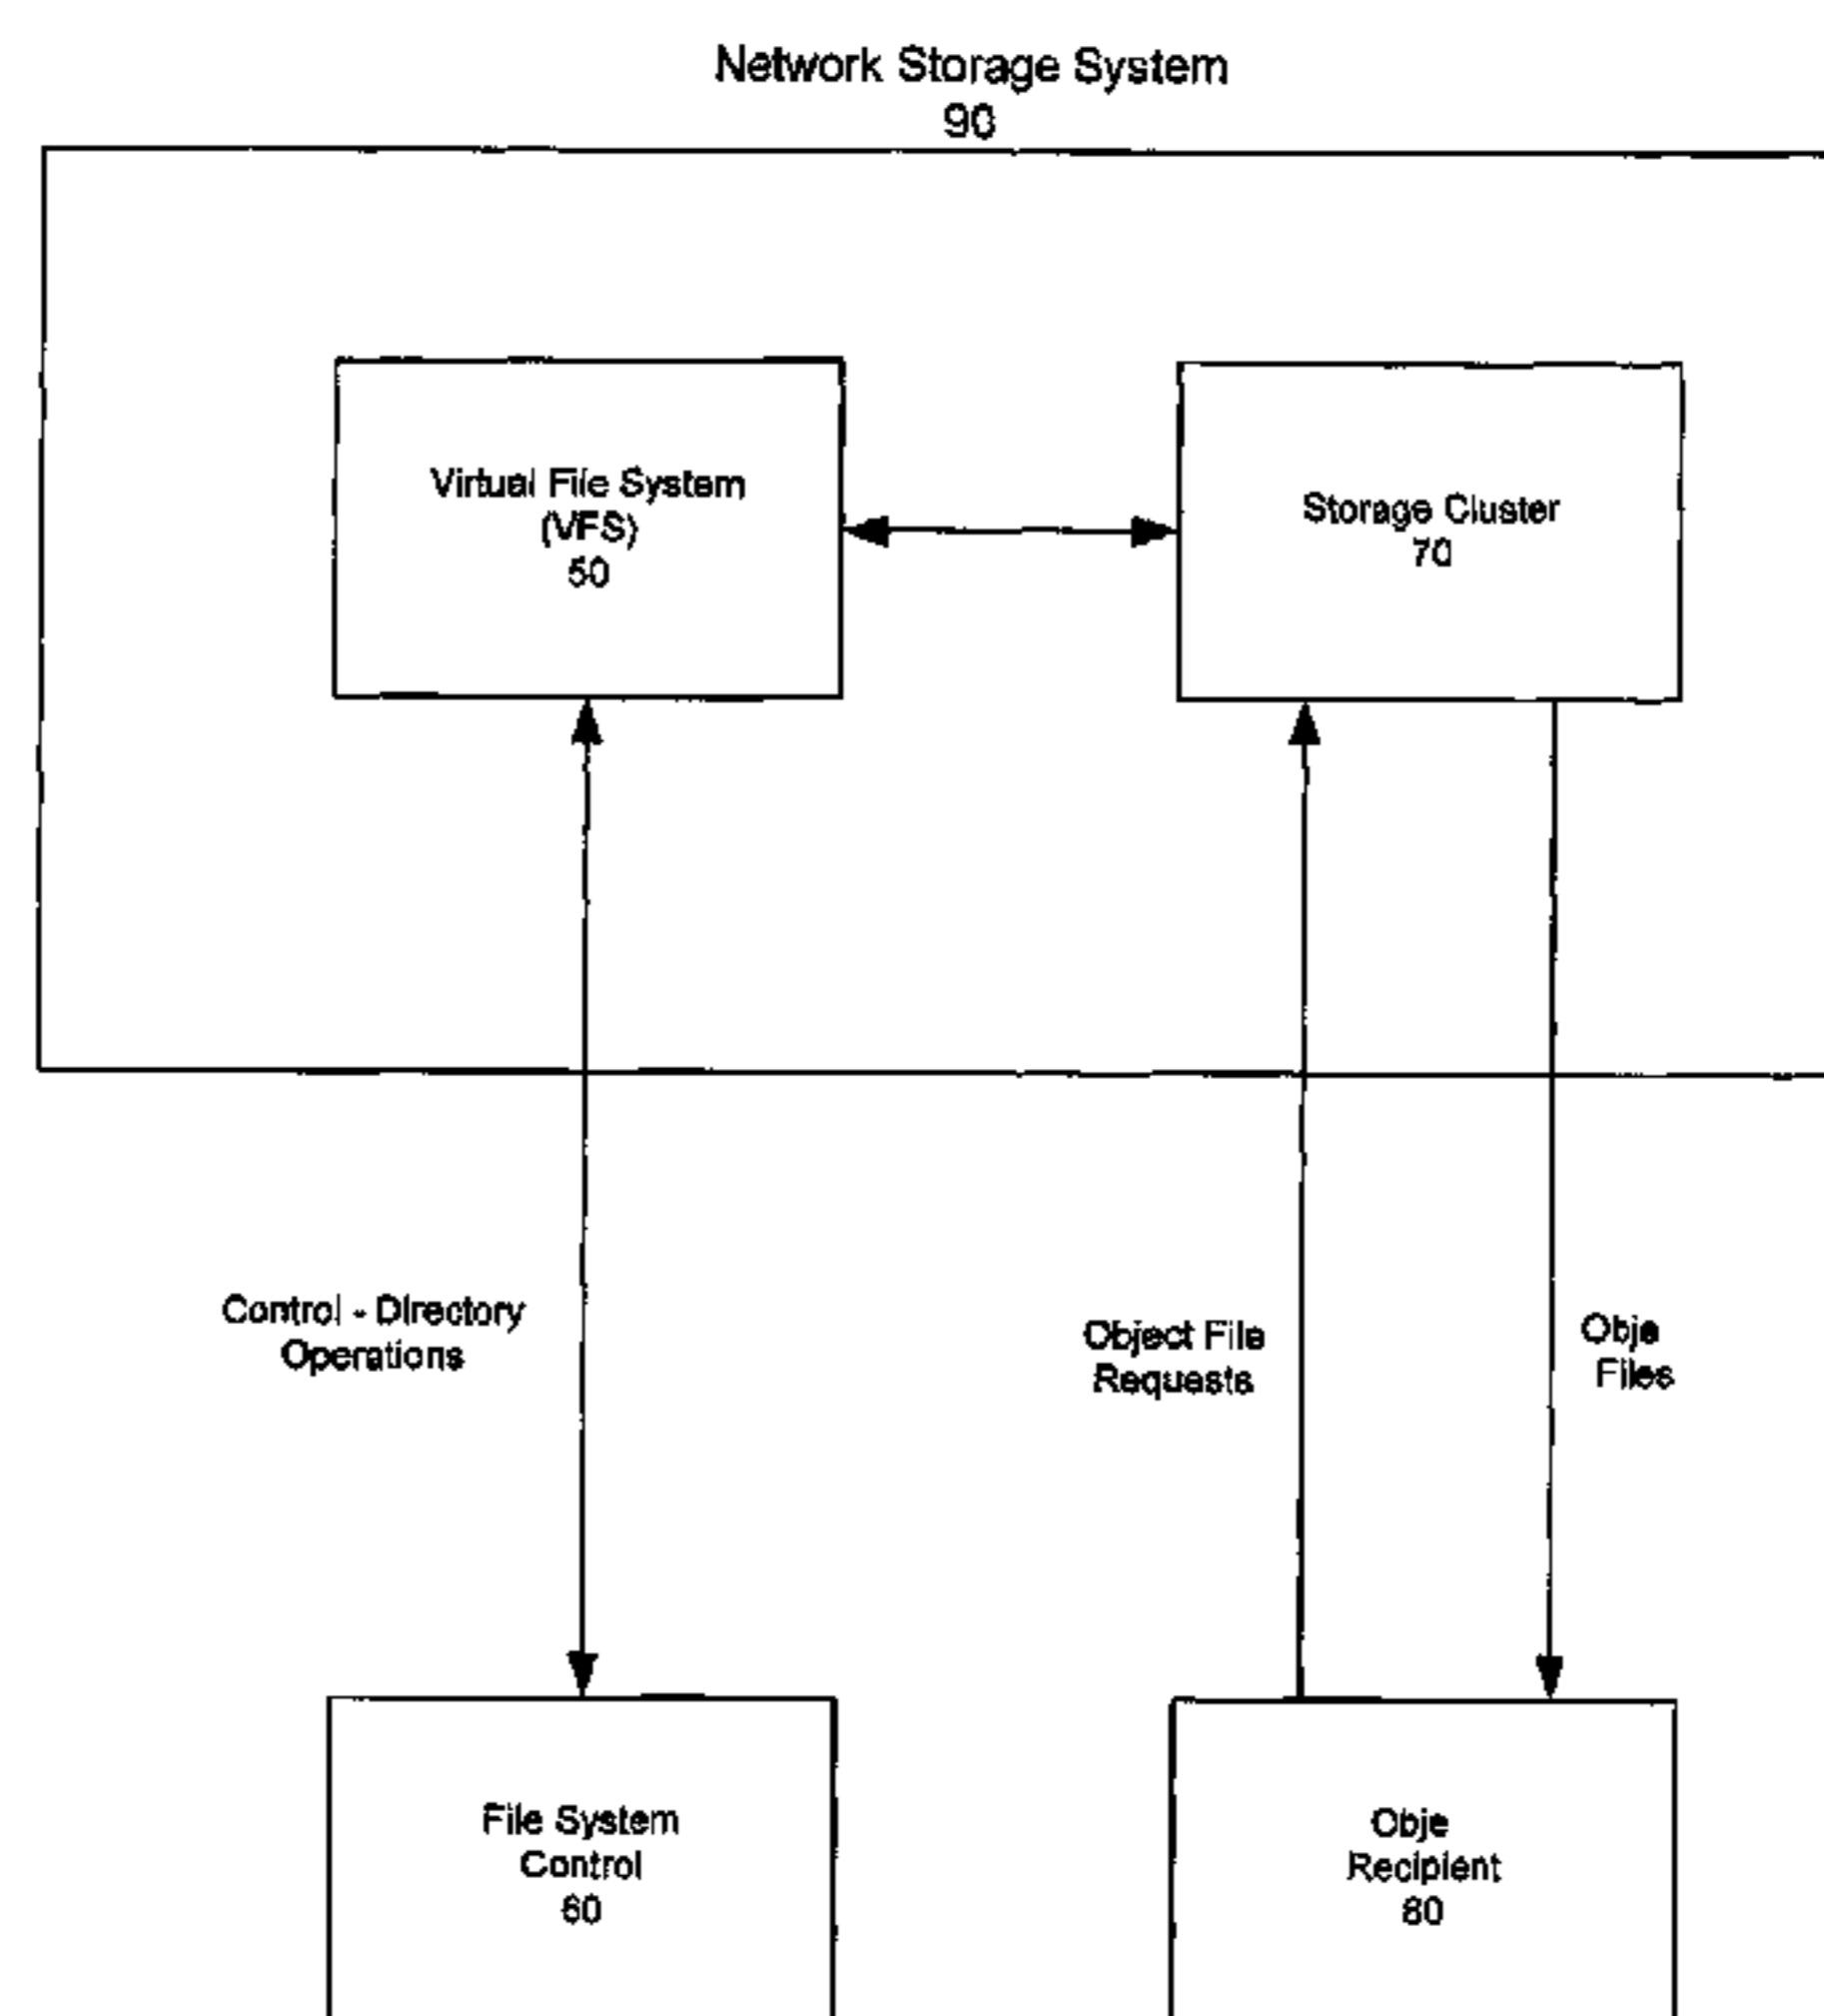 Network Storage System
90
Virtual File System
(VFS)
50
Storage Cluster
70
Control - Directory
Operations
Object File
Requests
Obje
Files
File System
Control
60
Obje
Recipient
80